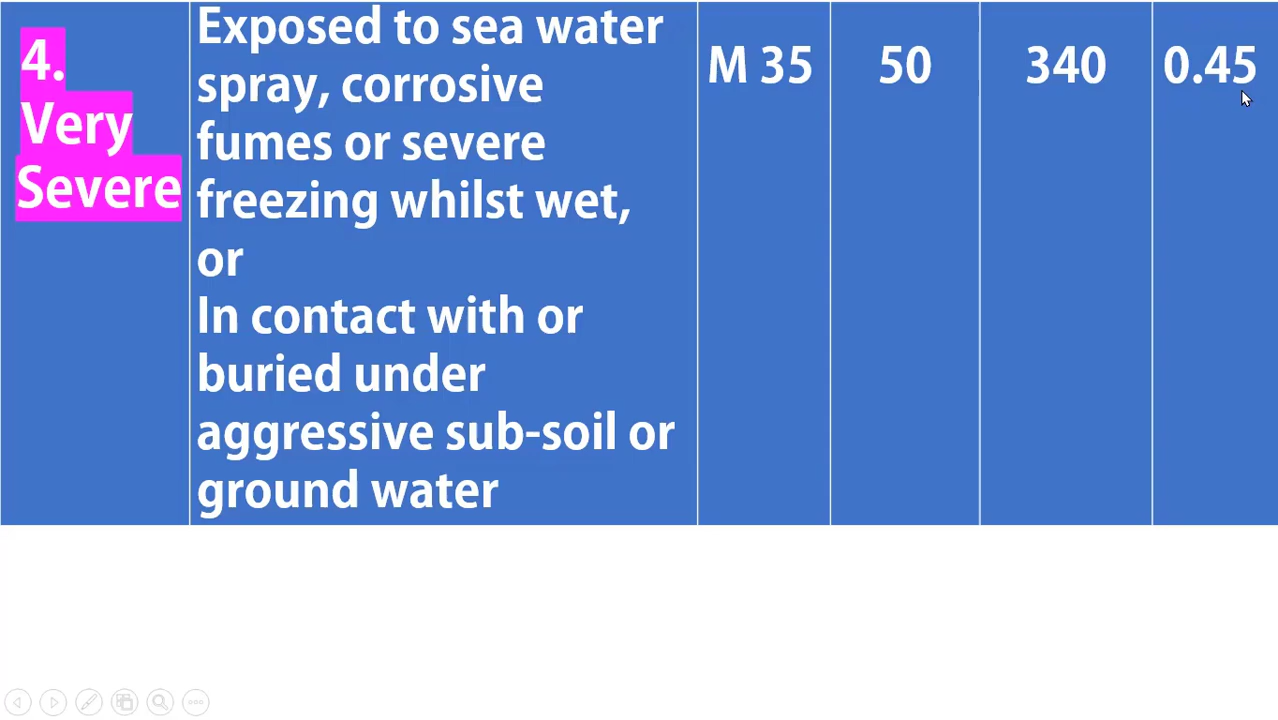 4.
Very
Severe
Exposed to sea water
spray, corrosive
fumes or severe
freezing whilst wet,
or
In contact with or
buried under
aggressive sub-soil or
ground water
M 35
50
340
0.45